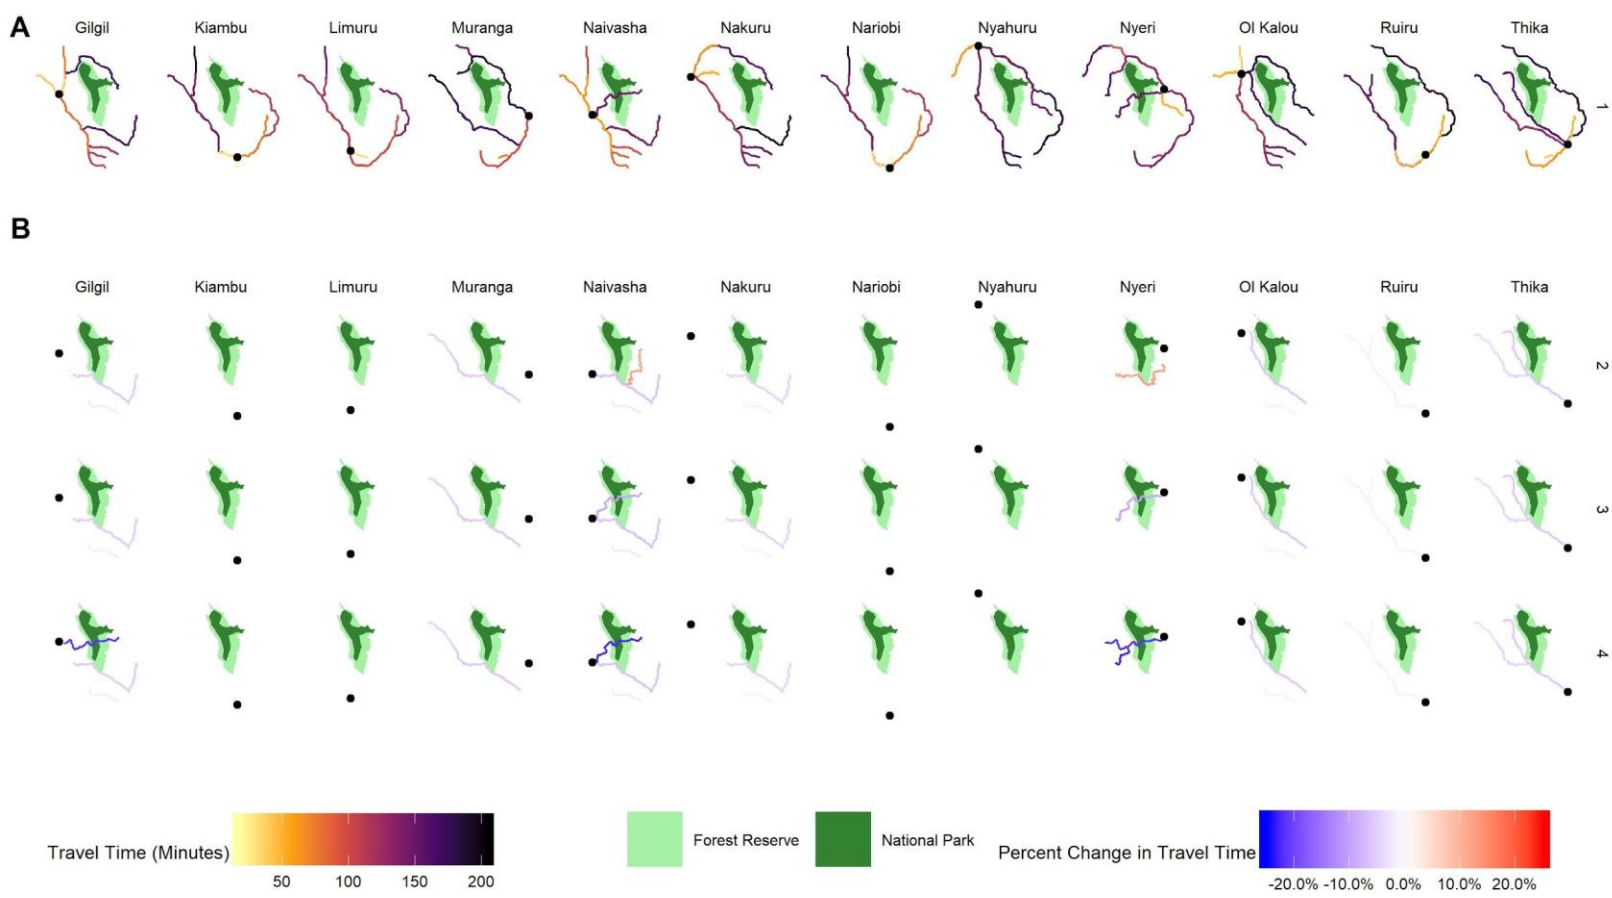 A
Gilgil Kiambu Limuru Muranga Naivasha Nakuru Nariobi Nyahuru Nyeri Ol Kalou Ruiru Thika
1
B
Gilgil Kiambu Limuru Muranga Naivasha Nakuru Nariobi Nyahuru Nyeri Ol Kalou Ruiru Thika
2
3
4
Travel Time (Minutes)
50 100 150 200
Forest Reserve National Park
Percent Change in Travel Time
-20.0% -10.0% 0.0% 10.0% 20.0%